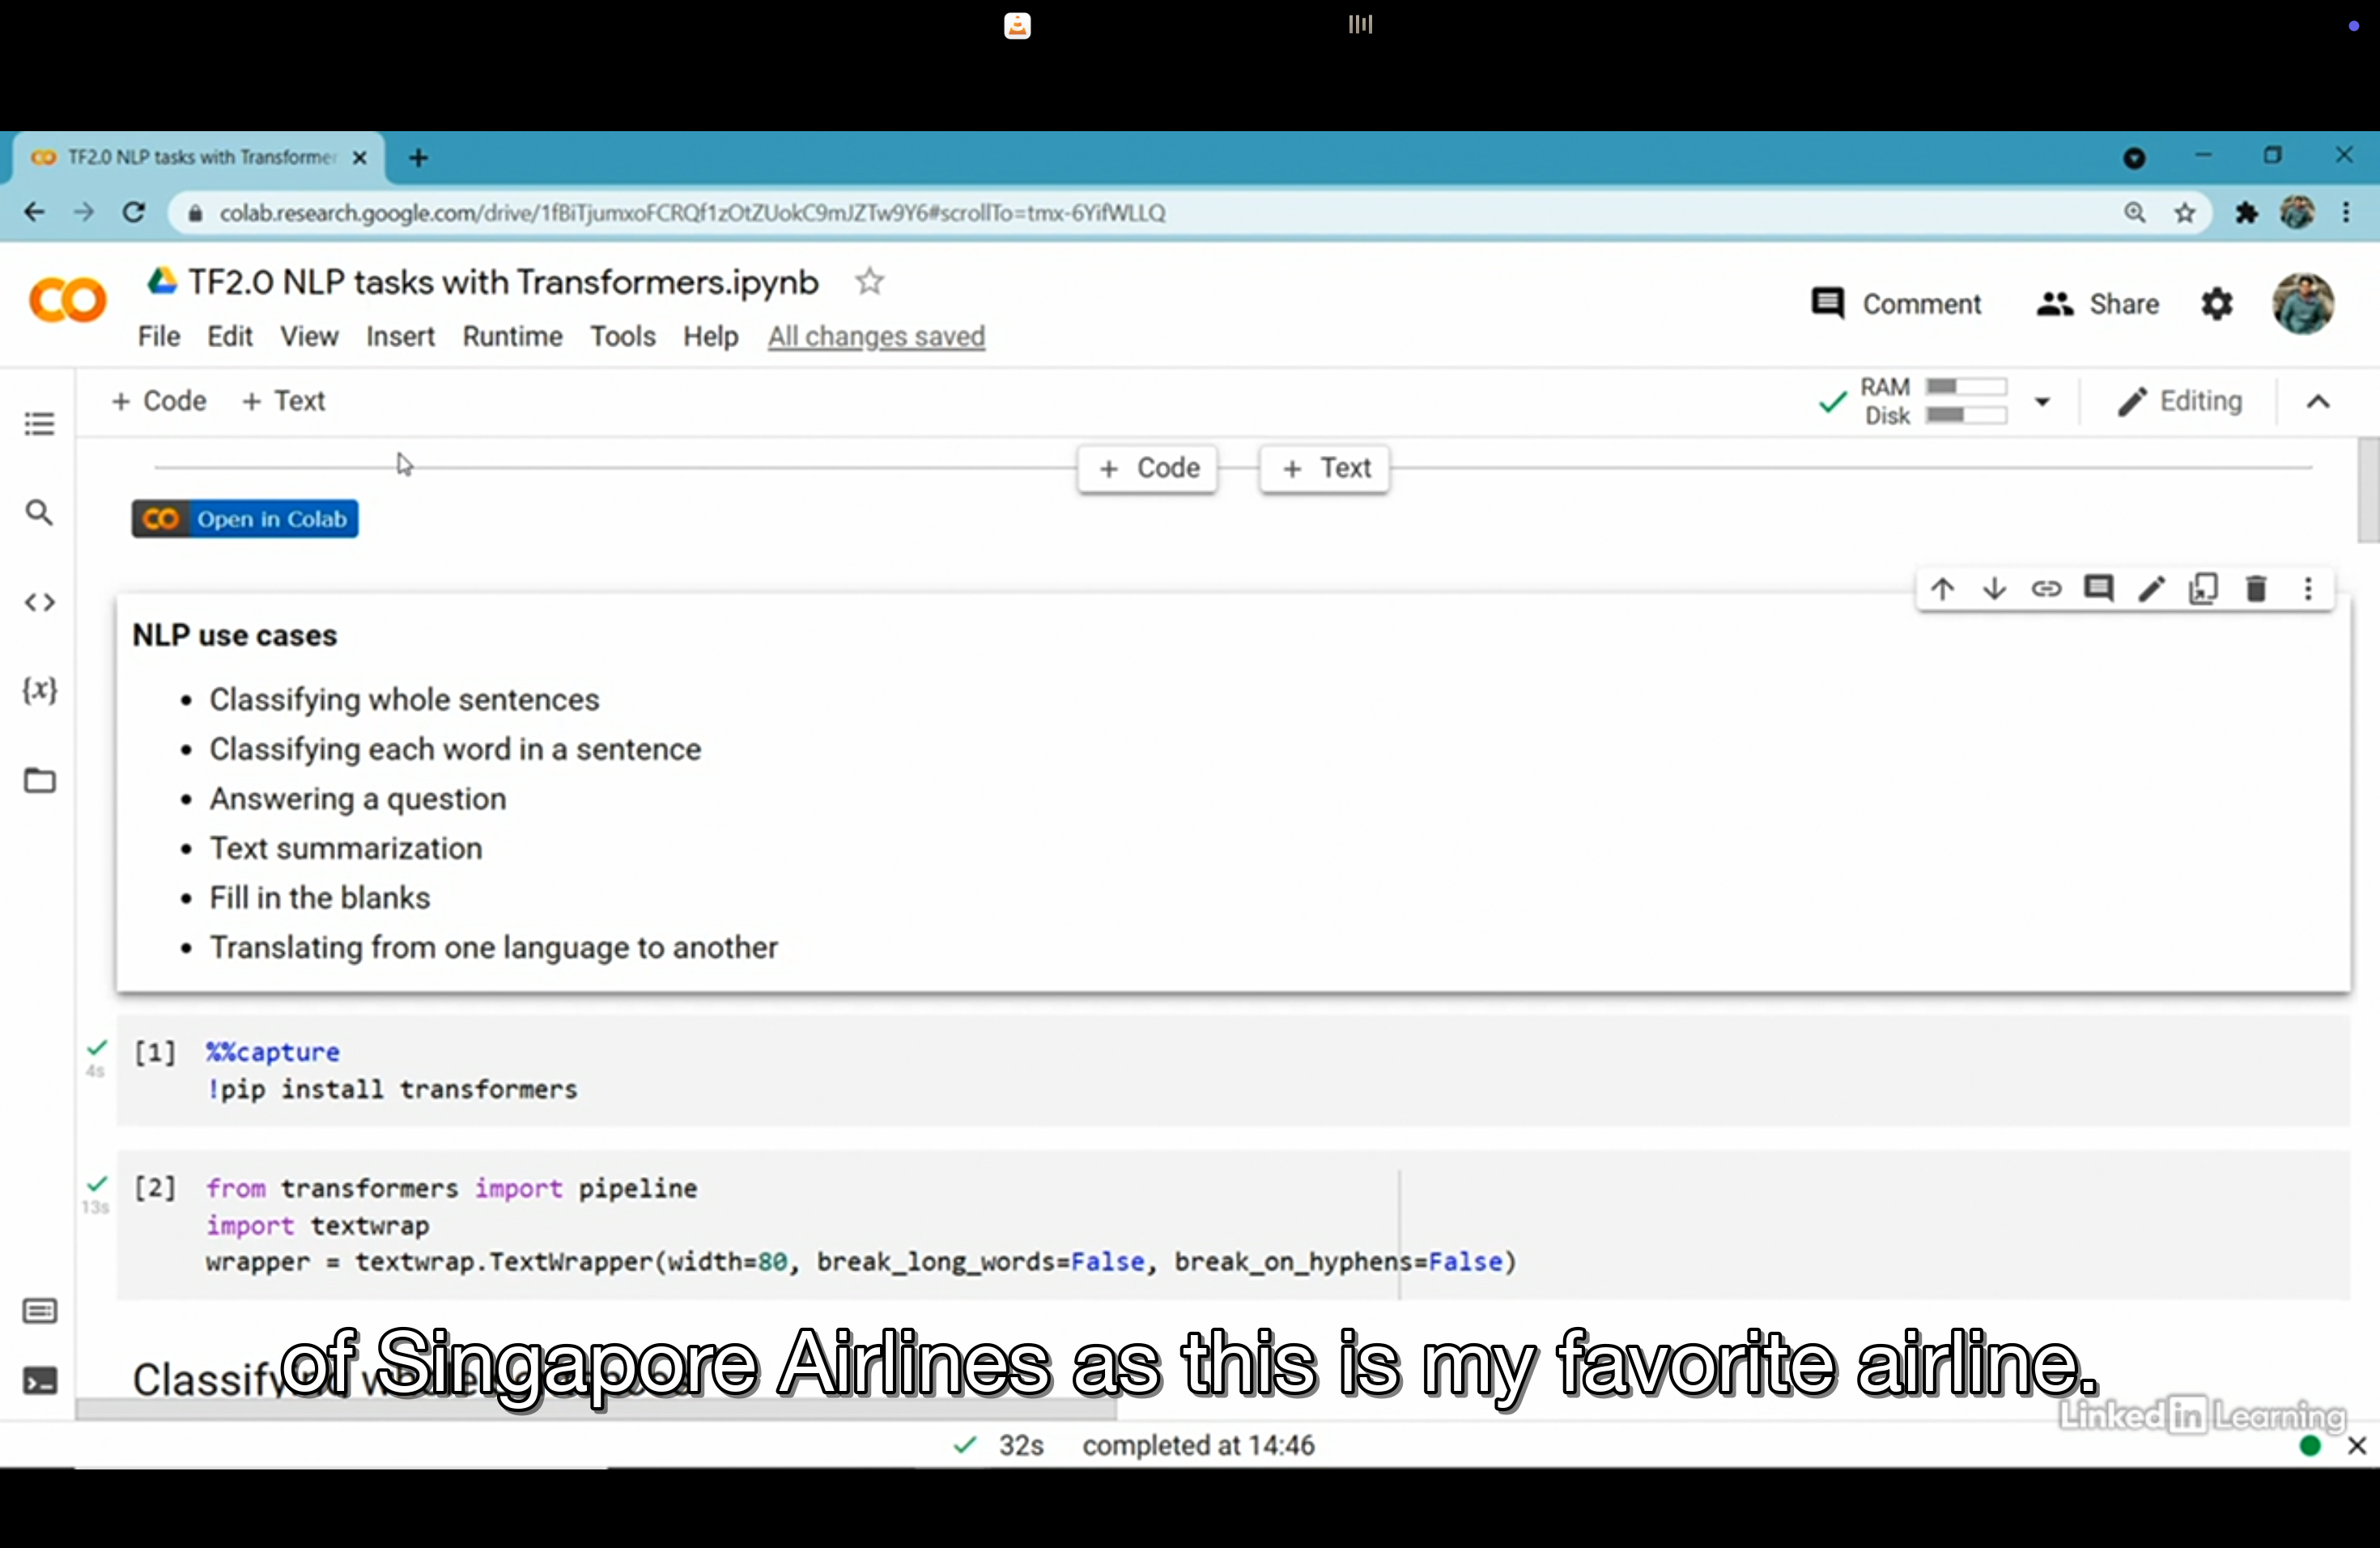 TF2.0 NLP tasks with Transformer
colab.research.google.com/drive/1fBiTjumxoFCRQf1zOtZUokC9mJZTw9Y6#scrollTo=tmx-6YifWLLQ
TF2.0 NLP tasks with Transformers.ipynb
Comment
Share
File Edit View Insert Runtime Tools Help All changes saved
+ Code + Text
RAM
Disk
Editing
+ Code + Text
Open in Colab
NLP use cases
• Classifying whole sentences
• Classifying each word in a sentence
• Answering a question
• Text summarization
• Fill in the blanks
• Translating from one language to another
[1] %%capture
4s
!pip install transformers
[2] from transformers import pipeline
13s
import textwrap
wrapper = textwrap.TextWrapper(width=80, break_long_words=False, break_on_hyphens=False)
of Singapore Airlines as this is my favorite airline.
Linked in Learning
32s completed at 14:46